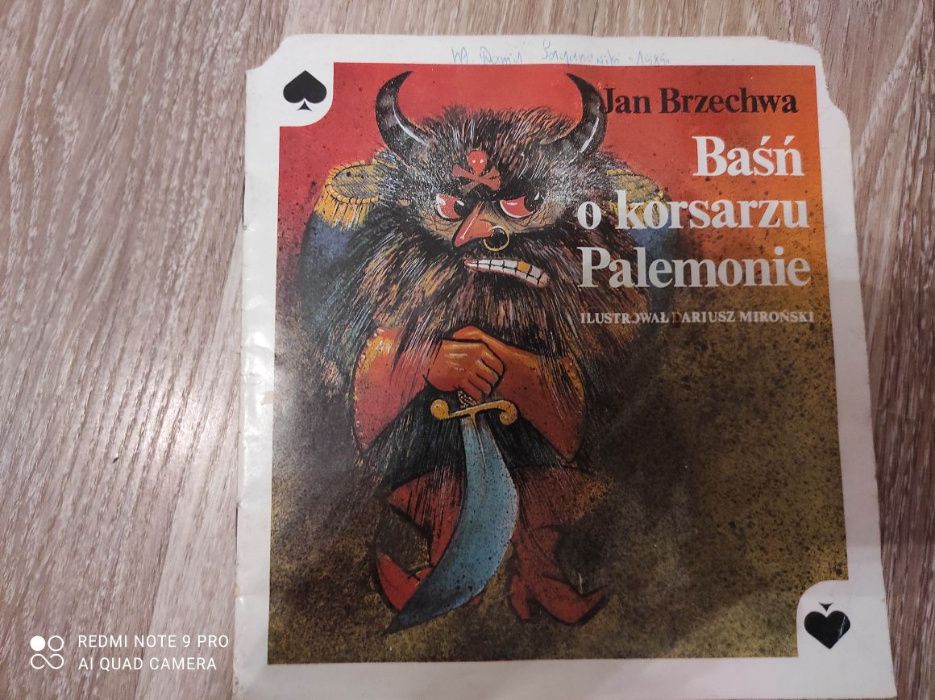 Jan Brzechwa
Baśń
o korsarzu
Palemonie
ILUSTROWAŁ DARIUSZ MIROŃSKI
REDMI NOTE 9 PRO
AI QUAD CAMERA